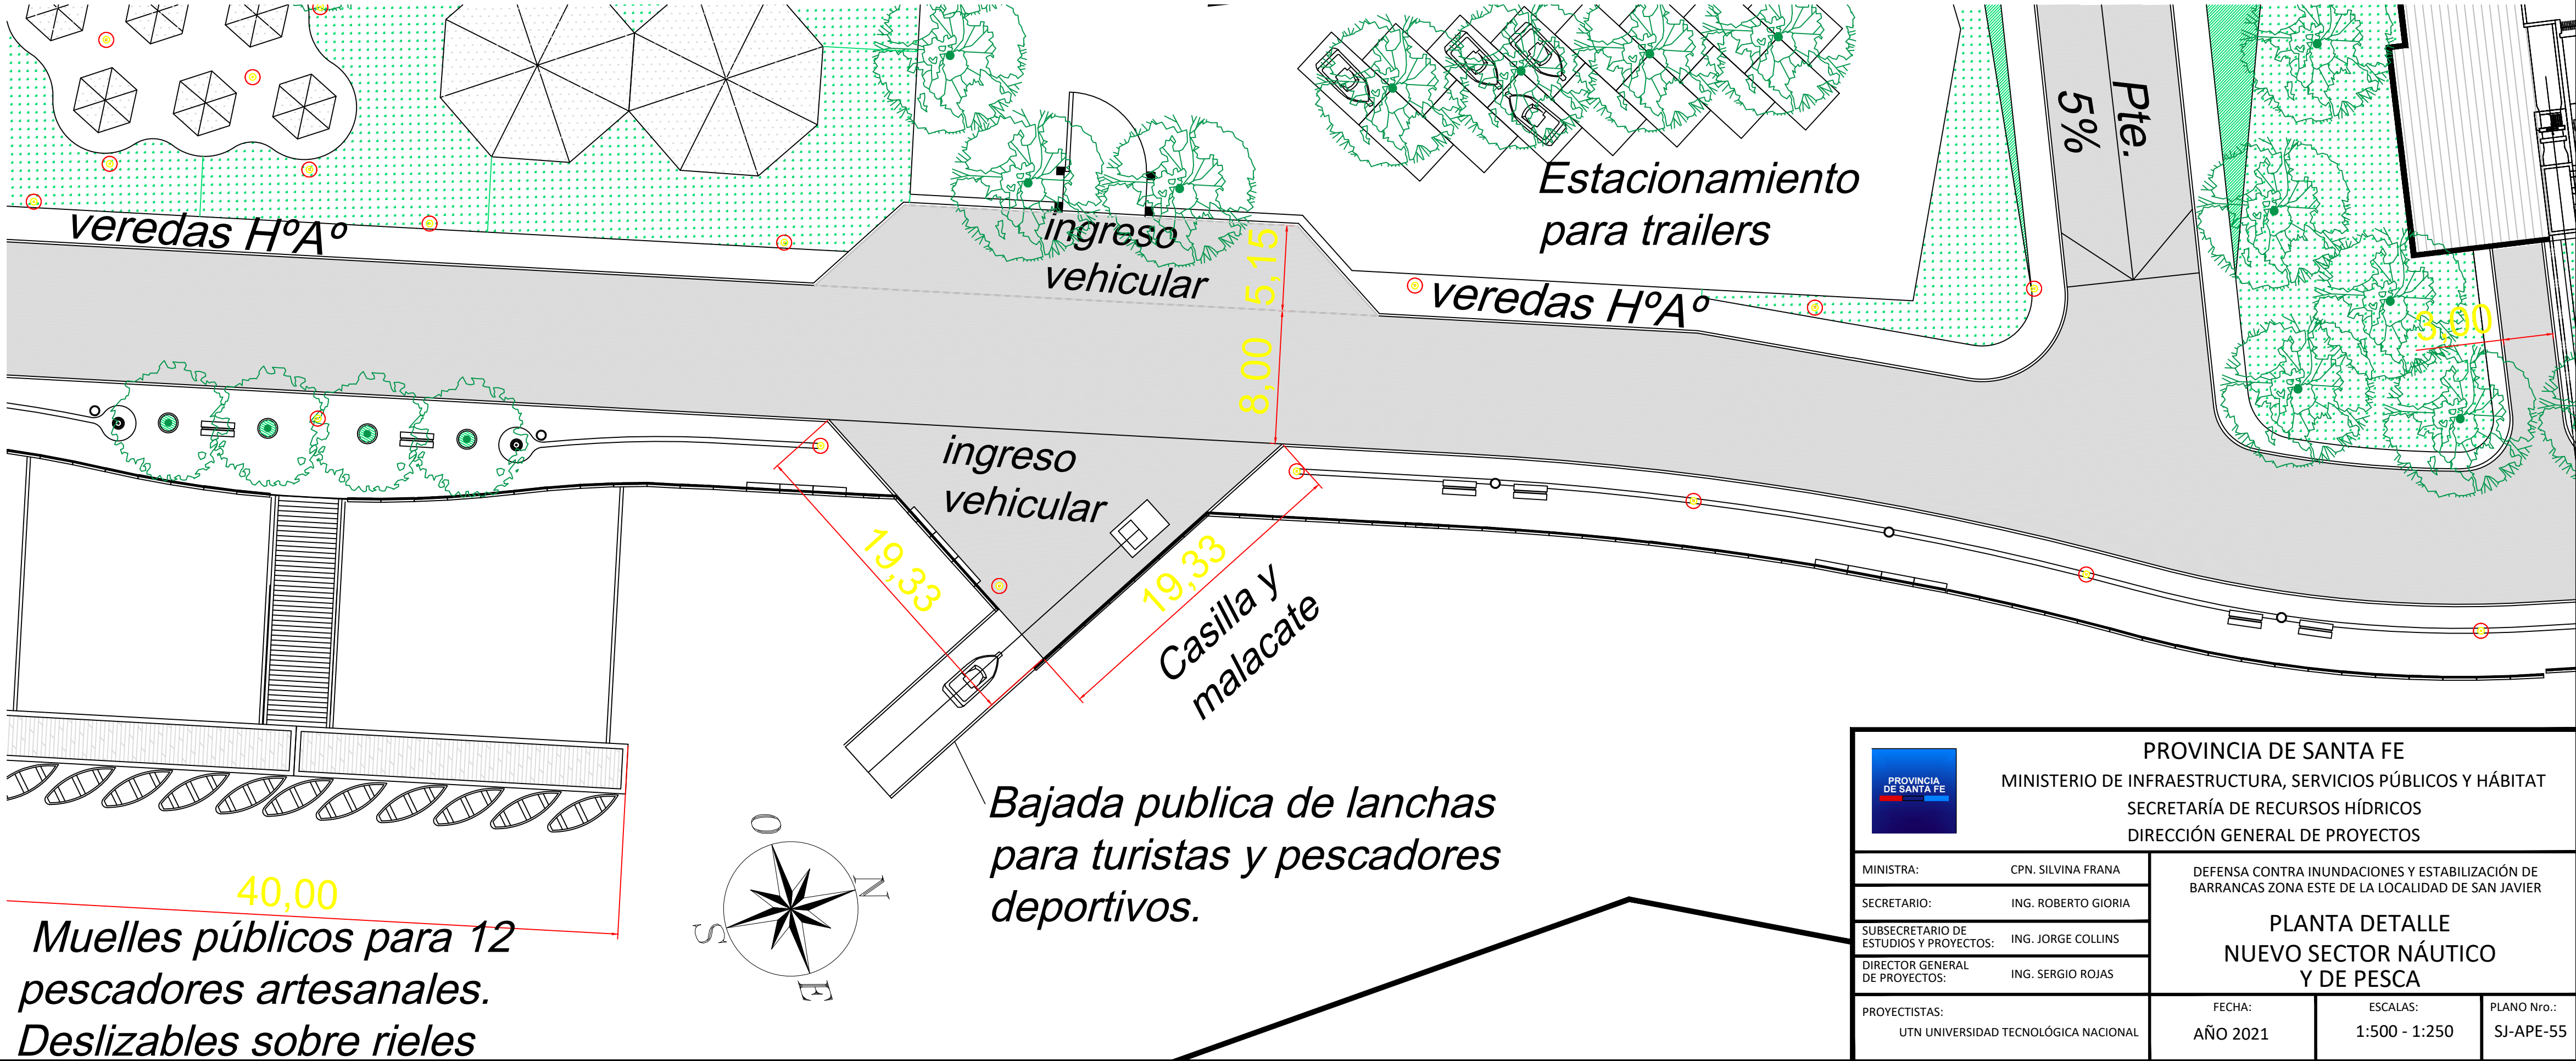 Pte.
5%
Estacionamiento
para trailers
veredas HºAº
ingreso
vehicular
5,15
8,00
veredas HºAº
3,00
ingreso
vehicular
19,33
19,33
Casilla y
malacate
Bajada publica de lanchas
para turistas y pescadores
deportivos.
40,00
Muelles públicos para 12
pescadores artesanales.
Deslizables sobre rieles
O
N
S
E
PROVINCIA
DE SANTA FE
PROVINCIA DE SANTA FE
MINISTERIO DE INFRAESTRUCTURA, SERVICIOS PÚBLICOS Y HÁBITAT
SECRETARÍA DE RECURSOS HÍDRICOS
DIRECCIÓN GENERAL DE PROYECTOS
MINISTRA: CPN. SILVINA FRANA
SECRETARIO: ING. ROBERTO GIORIA
SUBSECRETARIO DE
ESTUDIOS Y PROYECTOS: ING. JORGE COLLINS
DIRECTOR GENERAL
DE PROYECTOS: ING. SERGIO ROJAS
DEFENSA CONTRA INUNDACIONES Y ESTABILIZACIÓN DE
BARRANCAS ZONA ESTE DE LA LOCALIDAD DE SAN JAVIER
PLANTA DETALLE
NUEVO SECTOR NÁUTICO
Y DE PESCA
PROYECTISTAS:
UTN UNIVERSIDAD TECNOLÓGICA NACIONAL
FECHA:
AÑO 2021
ESCALAS:
1:500 - 1:250
PLANO Nro.:
SJ-APE-55